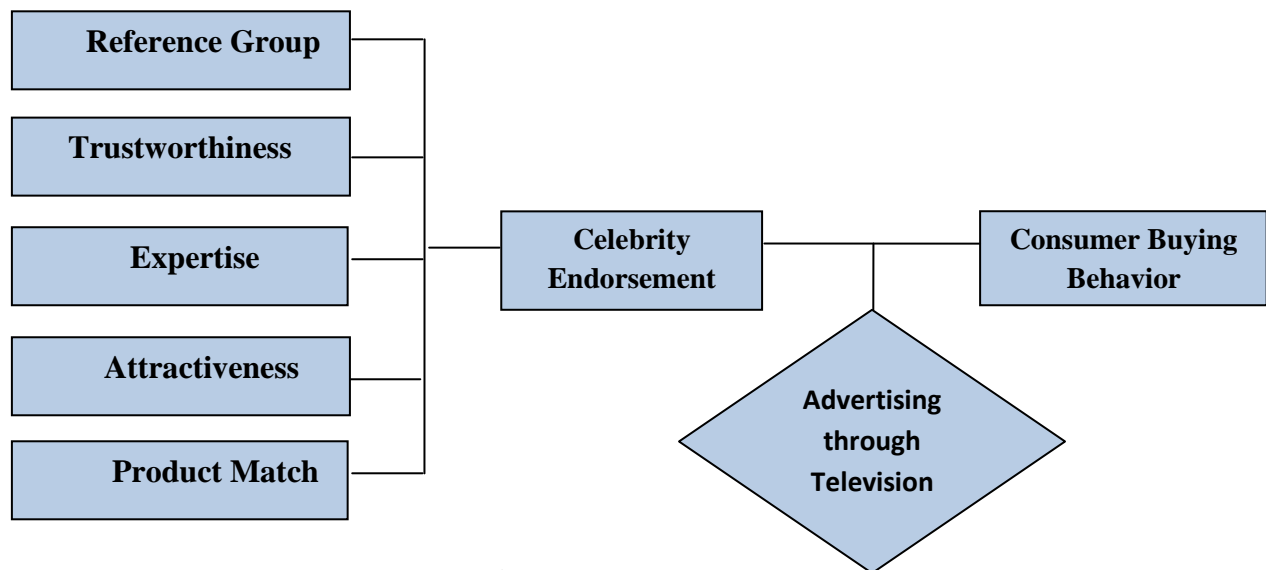 Reference Group
Trustworthiness
Expertise
Attractiveness
Product Match
Celebrity
Endorsement
Consumer Buying
Behavior
Advertising
through
Television